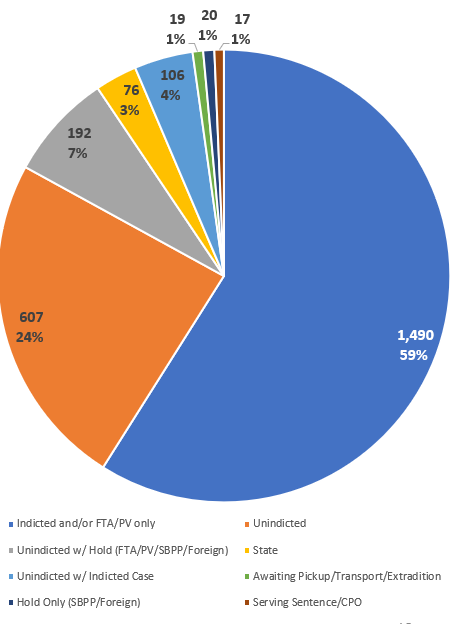 19
1%
20
1%
17
1%
106
4%
76
3%
192
7%
607
24%
1,490
59%
Indicted and/or FTA/PV only
Unindicted
Unindicted w/ Hold (FTA/PV/SBPP/Foreign)
State
Unindicted w/ Indicted Case
Awaiting Pickup/Transport/Extradition
Hold Only (SBPP/Foreign)
Serving Sentence/CPO